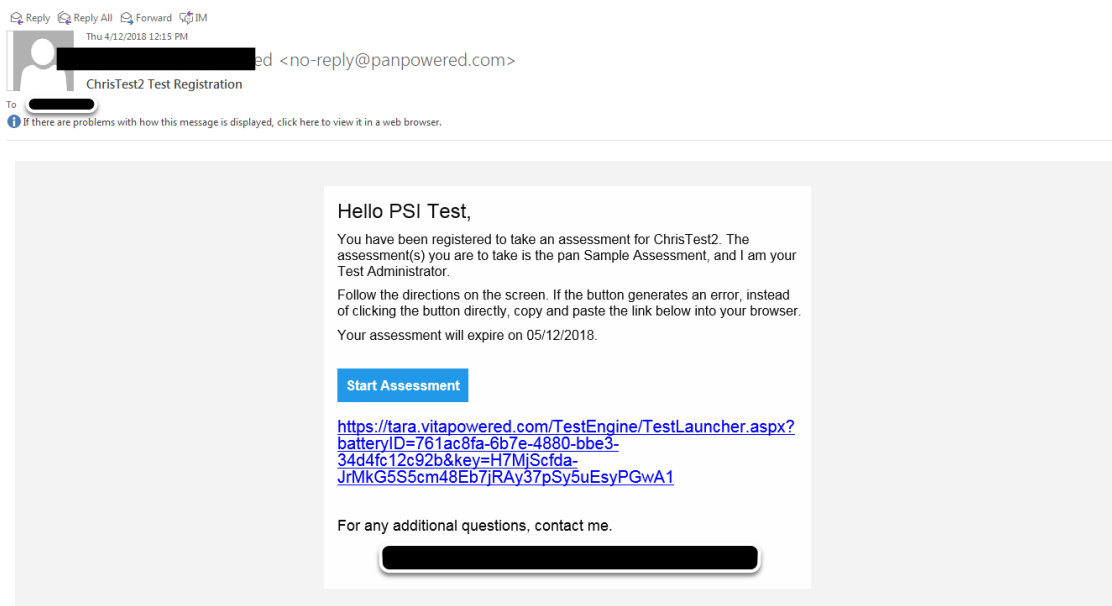 Reply Reply All Forward IM
Thu 4/12/2018 12:15 PM
ed <no-reply@panpowered.com>
ChrisTest2 Test Registration
To
If there are problems with how this message is displayed, click here to view it in a web browser.
Hello PSI Test,
You have been registered to take an assessment for ChrisTest2. The
assessment(s) you are to take is the pan Sample Assessment, and I am your
Test Administrator.
Follow the directions on the screen. If the button generates an error, instead
of clicking the button directly, copy and paste the link below into your browser.
Your assessment will expire on 05/12/2018.
Start Assessment
https://tara.vitapowered.com/TestEngine/TestLauncher.aspx?
batteryID=761ac8fa-6b7e-4880-bbe3-
34d4fc12c92b&key=H7MjScfda-
JrMkG5S5cm48Eb7jRAy37pSy5uEsyPGwA1
For any additional questions, contact me.